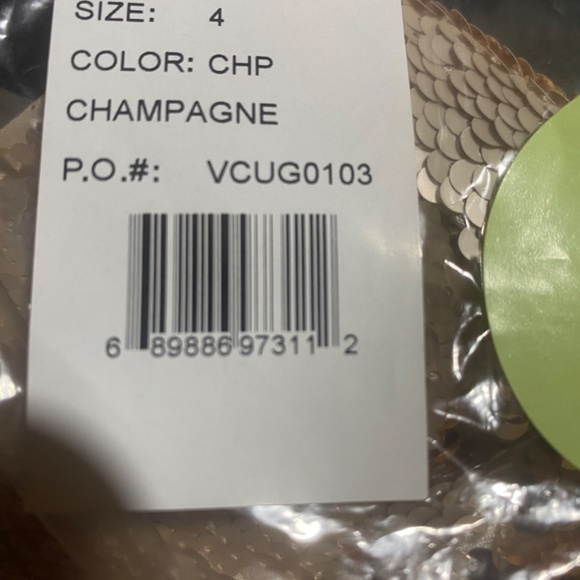 SIZE: 4
COLOR: CHP
CHAMPAGNE
P.O.#: VCUG0103
6 89886 97311 2